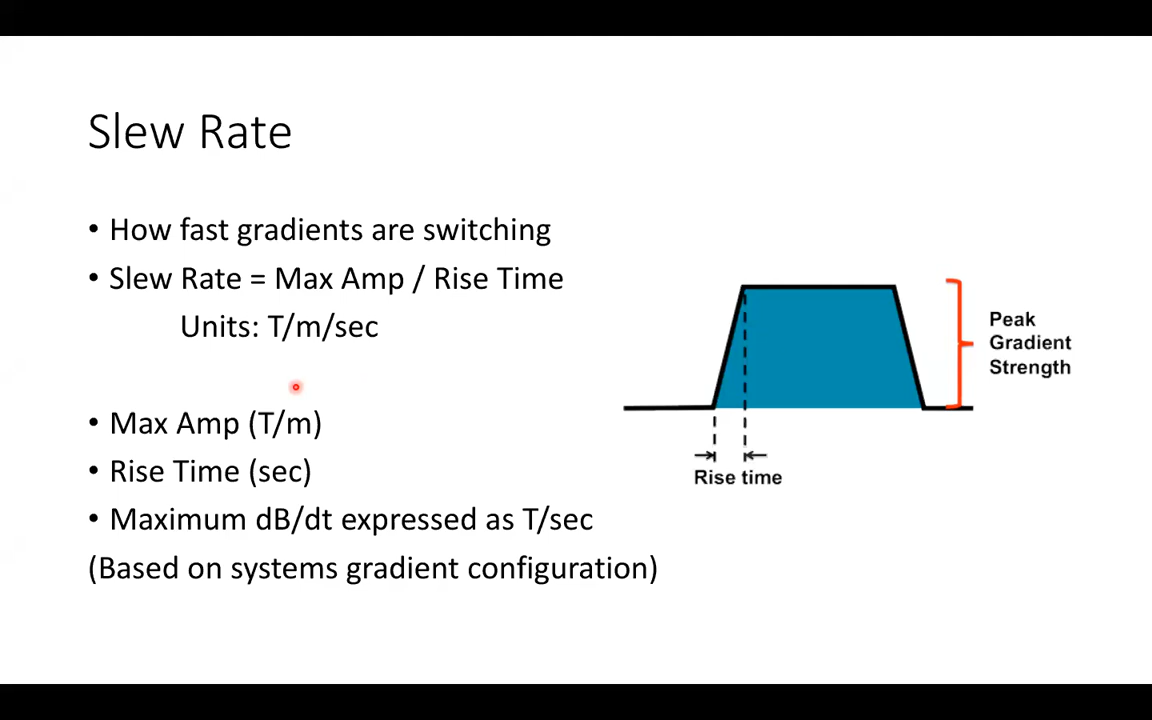 Slew Rate
• How fast gradients are switching
• Slew Rate = Max Amp / Rise Time
Units: T/m/sec
• Max Amp (T/m)
• Rise Time (sec)
• Maximum dB/dt expressed as T/sec
(Based on systems gradient configuration)
Peak
Gradient
Strength
Rise time